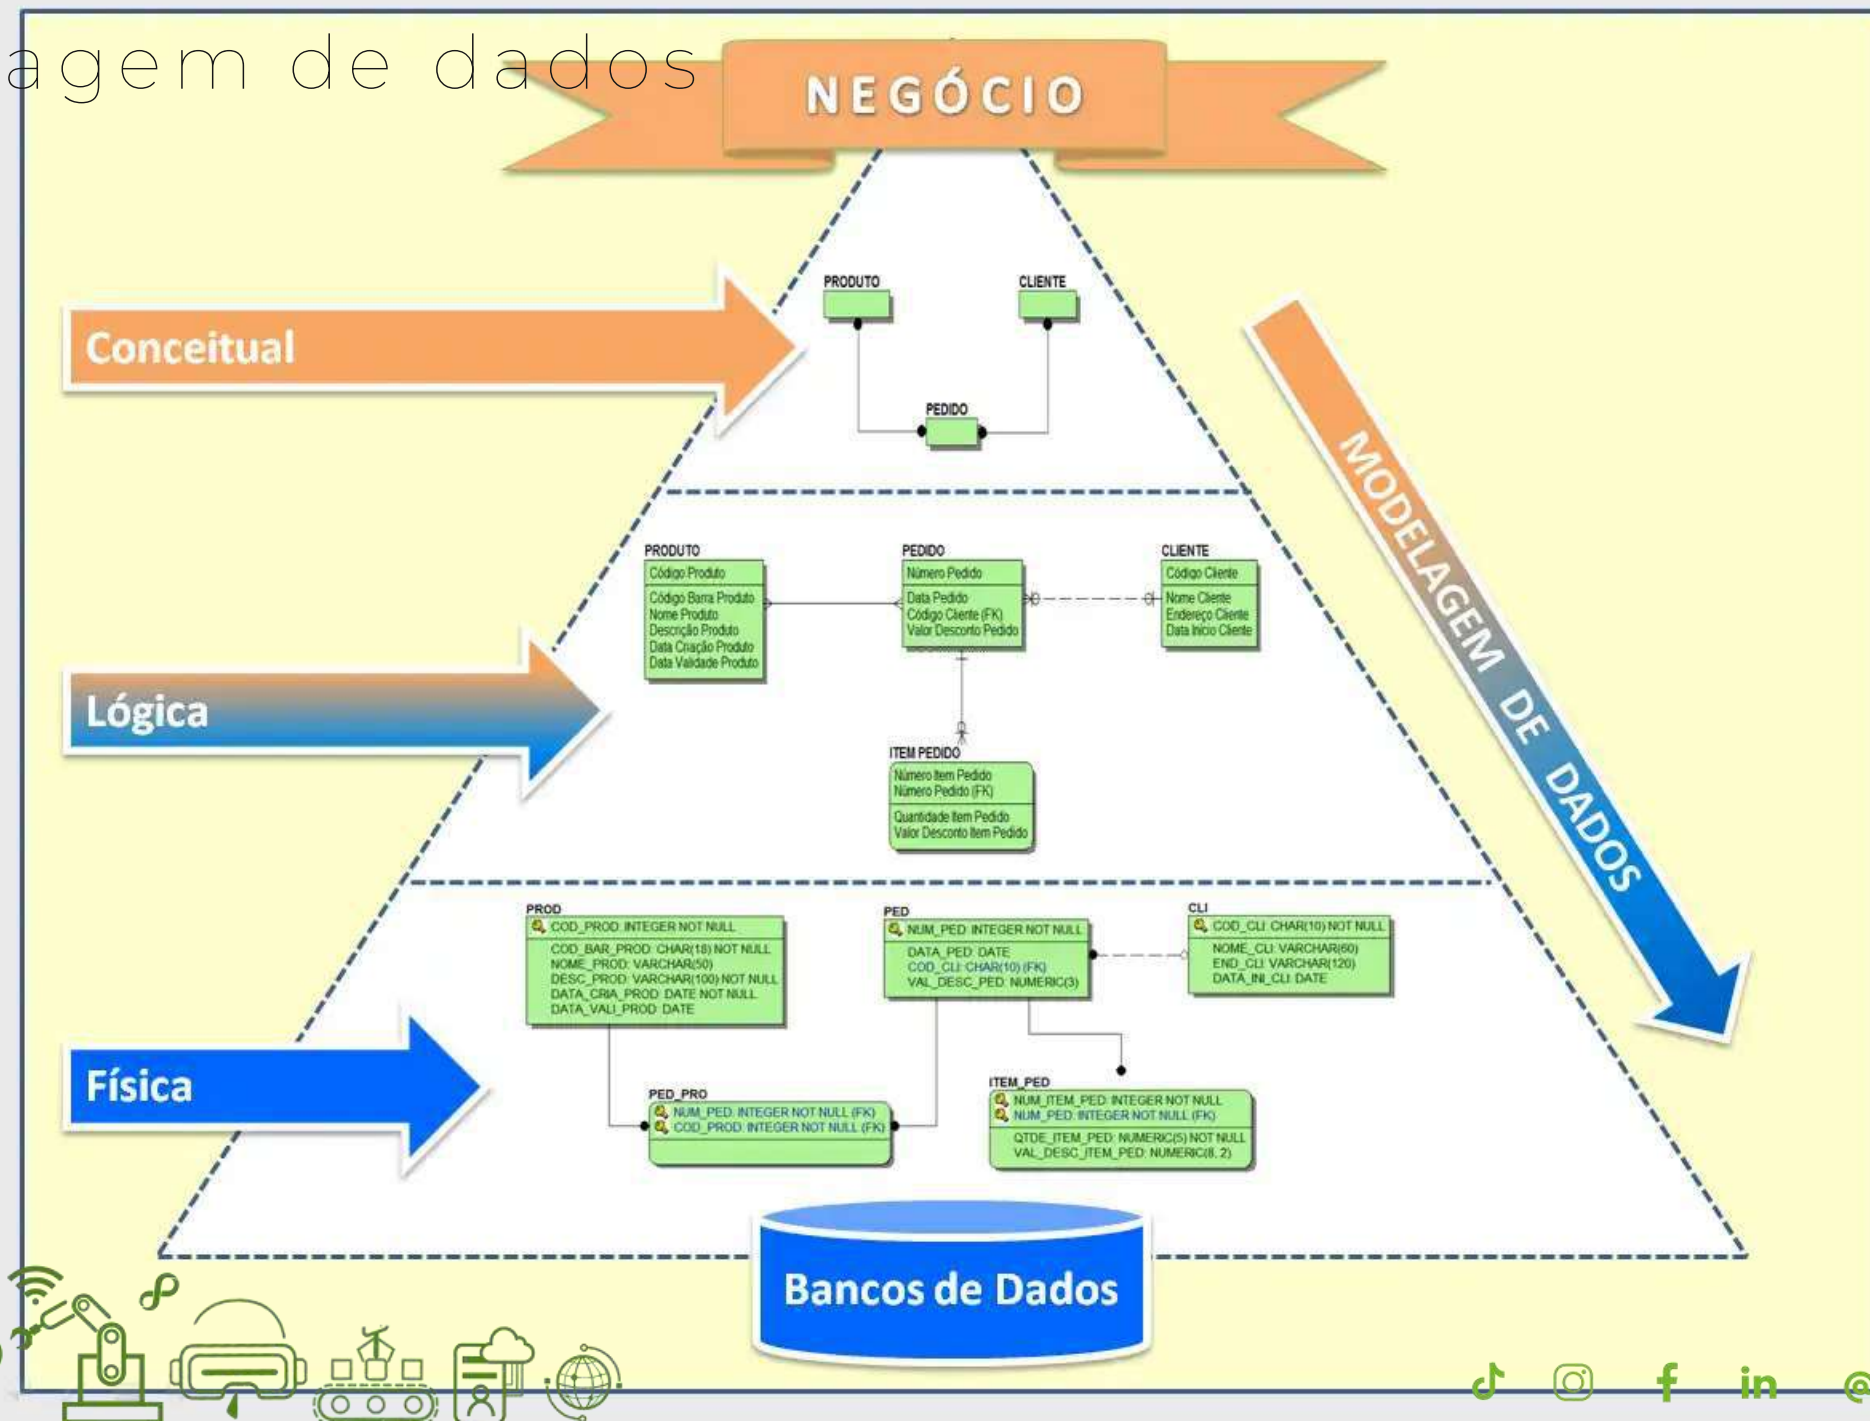 agem de dados
NEGÓCIO
Conceitual
PRODUTO
CLIENTE
PEDIDO
MODELAGEM DE DADOS
Lógica
PRODUTO
Código Produto
Código Barra Produto
Nome Produto
Descrição Produto
Data Criação Produto
Data Validade Produto
PEDIDO
Número Pedido
Data Pedido
Código Cliente (FK)
Valor Desconto Pedido
CLIENTE
Código Cliente
Nome Cliente
Endereço Cliente
Data Início Cliente
ITEM PEDIDO
Número Item Pedido
Número Pedido (FK)
Quantidade Item Pedido
Valor Desconto Item Pedido
Física
PROD
COD_PROD: INTEGER NOT NULL
COD_BAR_PROD: CHAR(18) NOT NULL
NOME_PROD: VARCHAR(50)
DESC_PROD: VARCHAR(100) NOT NULL
DATA_CRIA_PROD: DATE NOT NULL
DATA_VALI_PROD: DATE
PED
NUM_PED: INTEGER NOT NULL
DATA_PED: DATE
COD_CLI: CHAR(10) (FK)
VAL_DESC_PED: NUMERIC(3)
CLI
COD_CLI: CHAR(10) NOT NULL
NOME_CLI: VARCHAR(60)
END_CLI: VARCHAR(120)
DATA_INI_CLI: DATE
PED_PRO
NUM_PED: INTEGER NOT NULL (FK)
COD_PROD: INTEGER NOT NULL (FK)
ITEM_PED
NUM_ITEM_PED: INTEGER NOT NULL
NUM_PED: INTEGER NOT NULL (FK)
QTDE_ITEM_PED: NUMERIC(5) NOT NULL
VAL_DESC_ITEM_PED: NUMERIC(8, 2)
Bancos de Dados